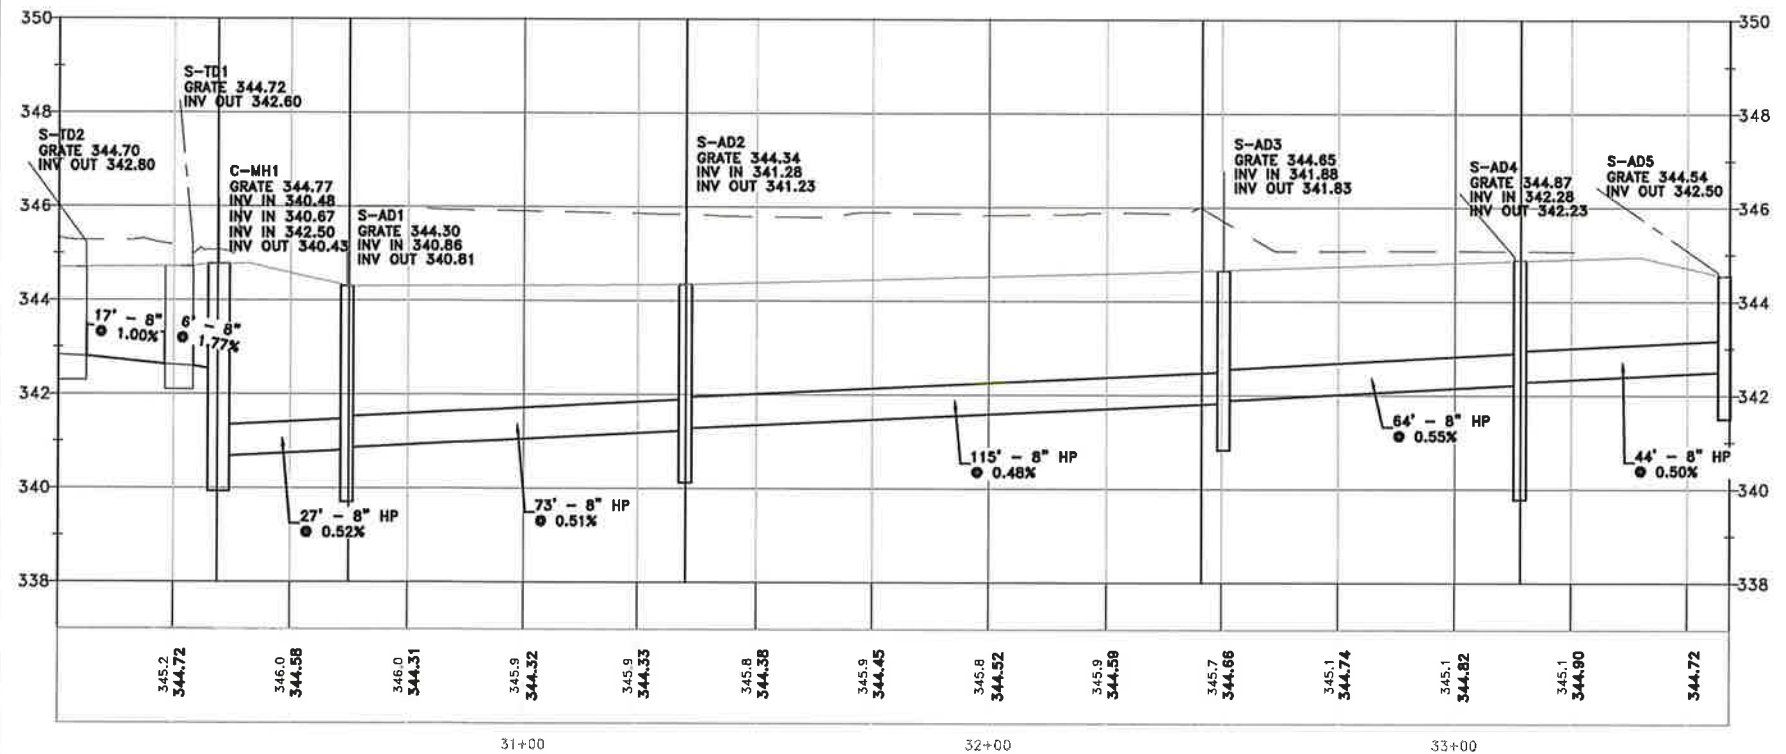 350
348
346
344
342
340
338
S-TD2
GRATE 344.70
INV OUT 342.80
S-TD1
GRATE 344.72
INV OUT 342.60
C-MH1
GRATE 344.77
INV IN 340.48
INV IN 340.67
INV IN 342.50
INV OUT 340.43
S-AD1
GRATE 344.30
INV IN 340.86
INV OUT 340.81
S-AD2
GRATE 344.34
INV IN 341.28
INV OUT 341.23
S-AD3
GRATE 344.65
INV IN 341.88
INV OUT 341.83
S-AD4
GRATE 344.87
INV IN 342.28
INV OUT 342.23
S-AD5
GRATE 344.54
INV OUT 342.50
350
348
346
344
342
340
338
17' - 8"
@ 1.00%
6' - 8"
@ 1.77%
27' - 8" HP
@ 0.52%
73' - 8" HP
@ 0.51%
115' - 8" HP
@ 0.48%
64' - 8" HP
@ 0.55%
44' - 8" HP
@ 0.50%
345.2
344.72
346.0
344.58
346.0
344.31
345.9
344.32
345.9
344.33
345.8
344.38
345.9
344.45
345.8
344.52
345.9
344.59
345.7
344.66
345.1
344.74
345.1
344.82
345.1
344.90
344.72
31+00
32+00
33+00